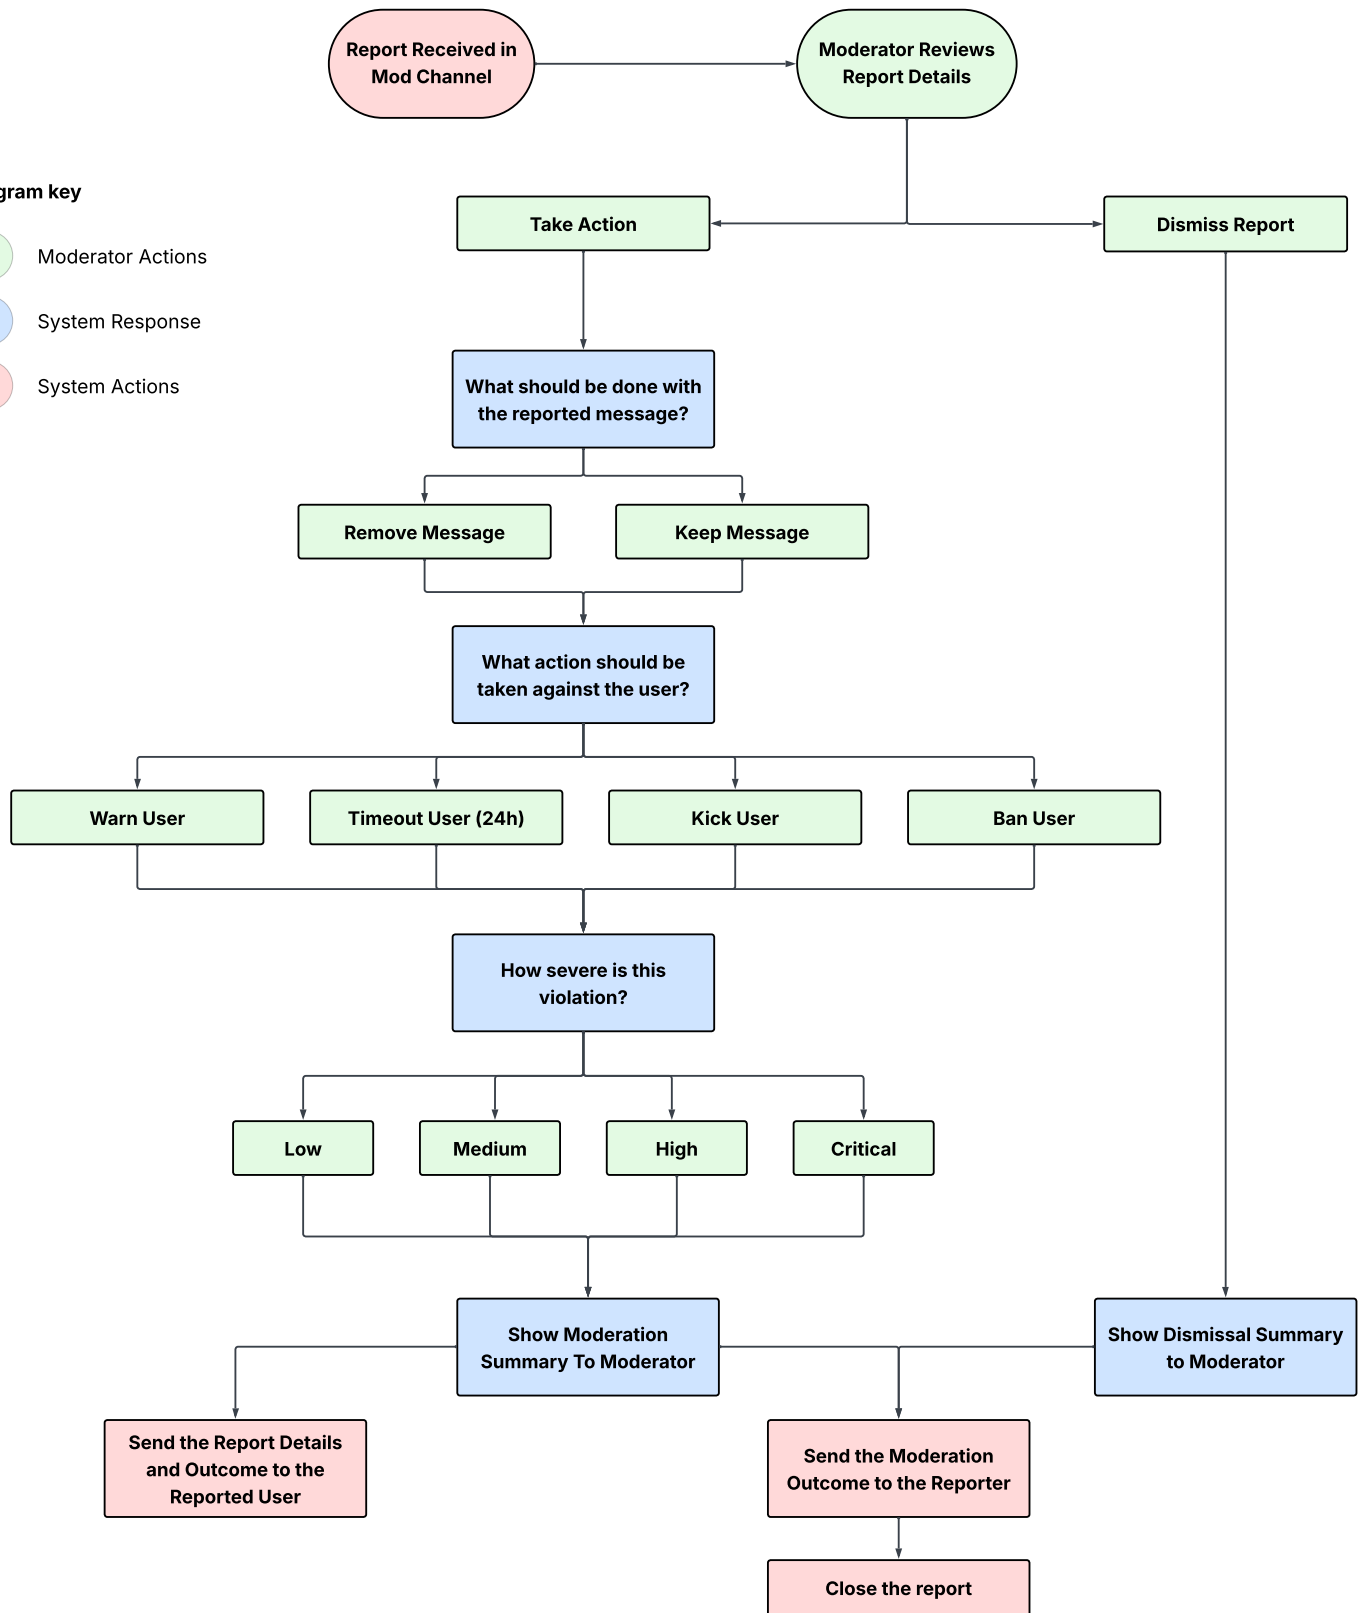 Report Received in
Mod Channel
Moderator Reviews
Report Details
gram key
Moderator Actions
System Response
System Actions
Take Action
Dismiss Report
What should be done with
the reported message?
Remove Message
Keep Message
What action should be
taken against the user?
Warn User
Timeout User (24h)
Kick User
Ban User
How severe is this
violation?
Low
Medium
High
Critical
Show Moderation
Summary To Moderator
Show Dismissal Summary
to Moderator
Send the Report Details
and Outcome to the
Reported User
Send the Moderation
Outcome to the Reporter
Close the report